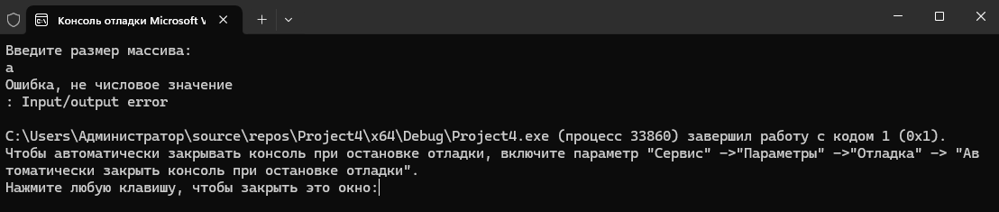 Консоль отладки Microsoft V
Введите размер массива:
a
Ошибка, не числовое значение
: Input/output error
C:\Users\Администратор\source\repos\Project4\x64\Debug\Project4.exe (процесс 33860) завершил работу с кодом 1 (0x1).
Чтобы автоматически закрывать консоль при остановке отладки, включите параметр "Сервис" ->"Параметры" ->"Отладка" -> "Ав
томатически закрыть консоль при остановке отладки".
Нажмите любую клавишу, чтобы закрыть это окно: